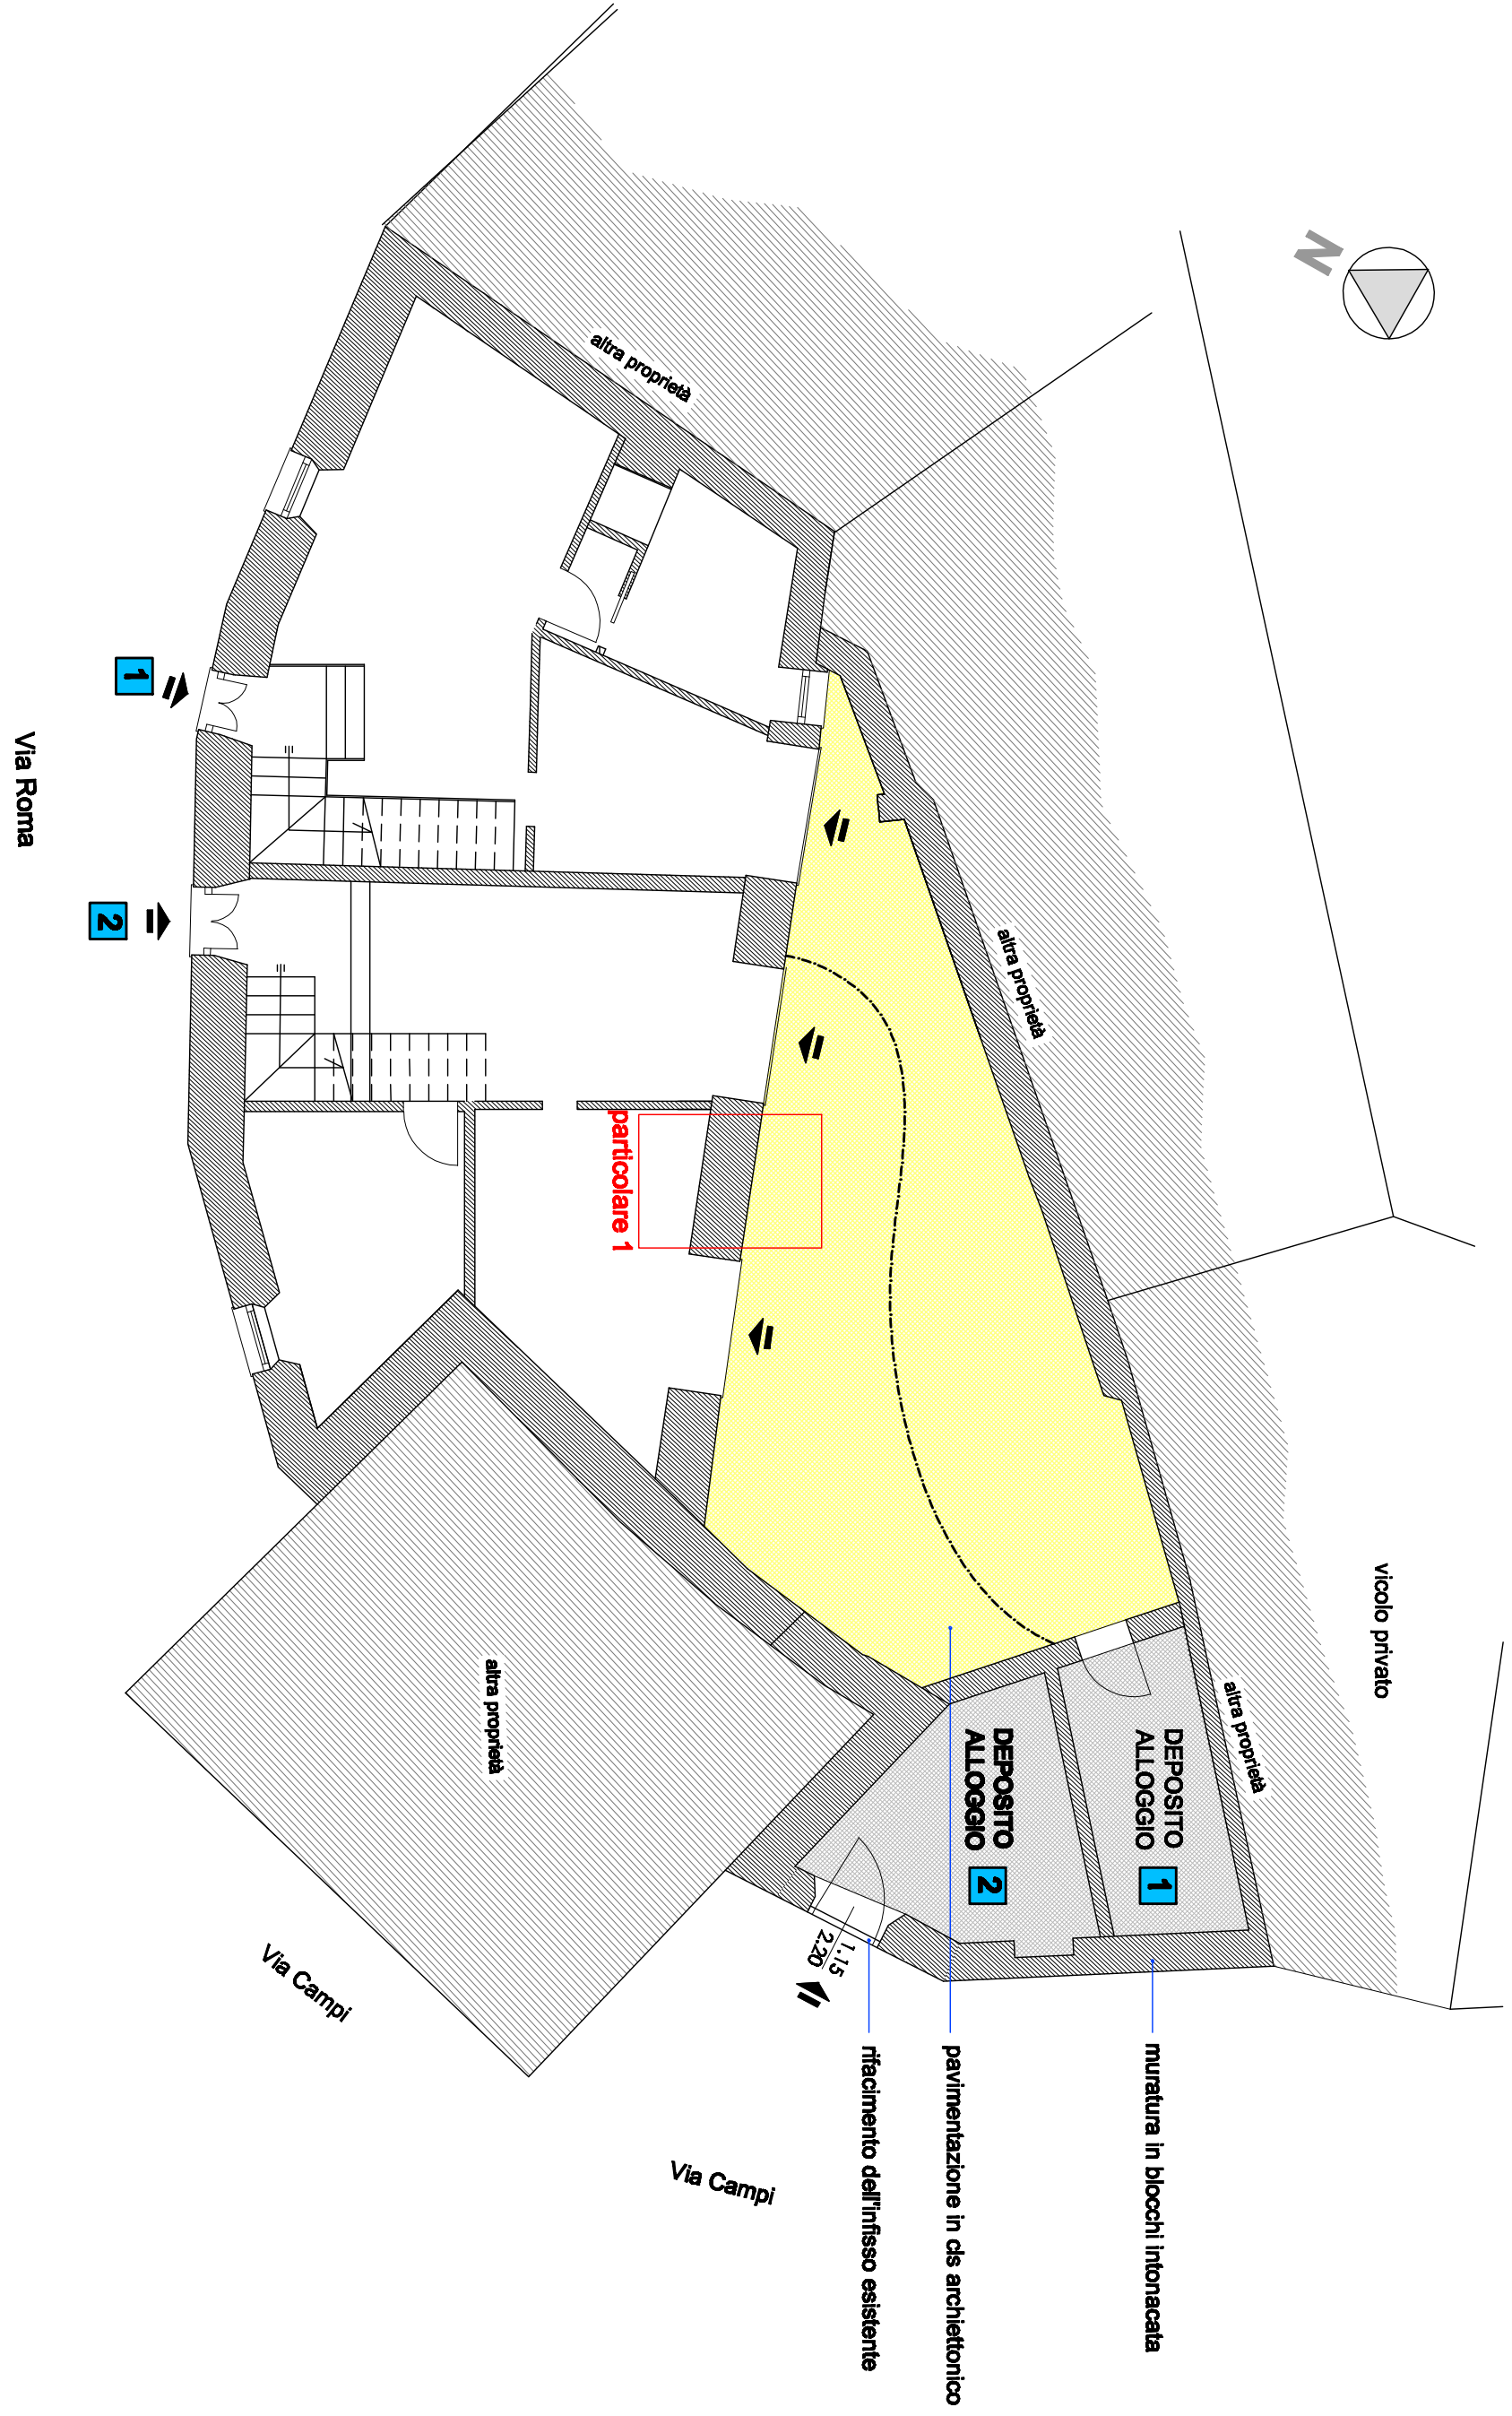 N
altra proprietà
altra proprietà
vicolo privato
altra proprietà
DEPOSITO
ALLOGGIO
1
DEPOSITO
ALLOGGIO
2
1
2
Via Roma
particolare 1
altra proprietà
1.15
2.20
Via Campi
Via Campi
muratura in blocchi intonacata
pavimentazione in cls archiettonico
rifacimento dell'infisso esistente